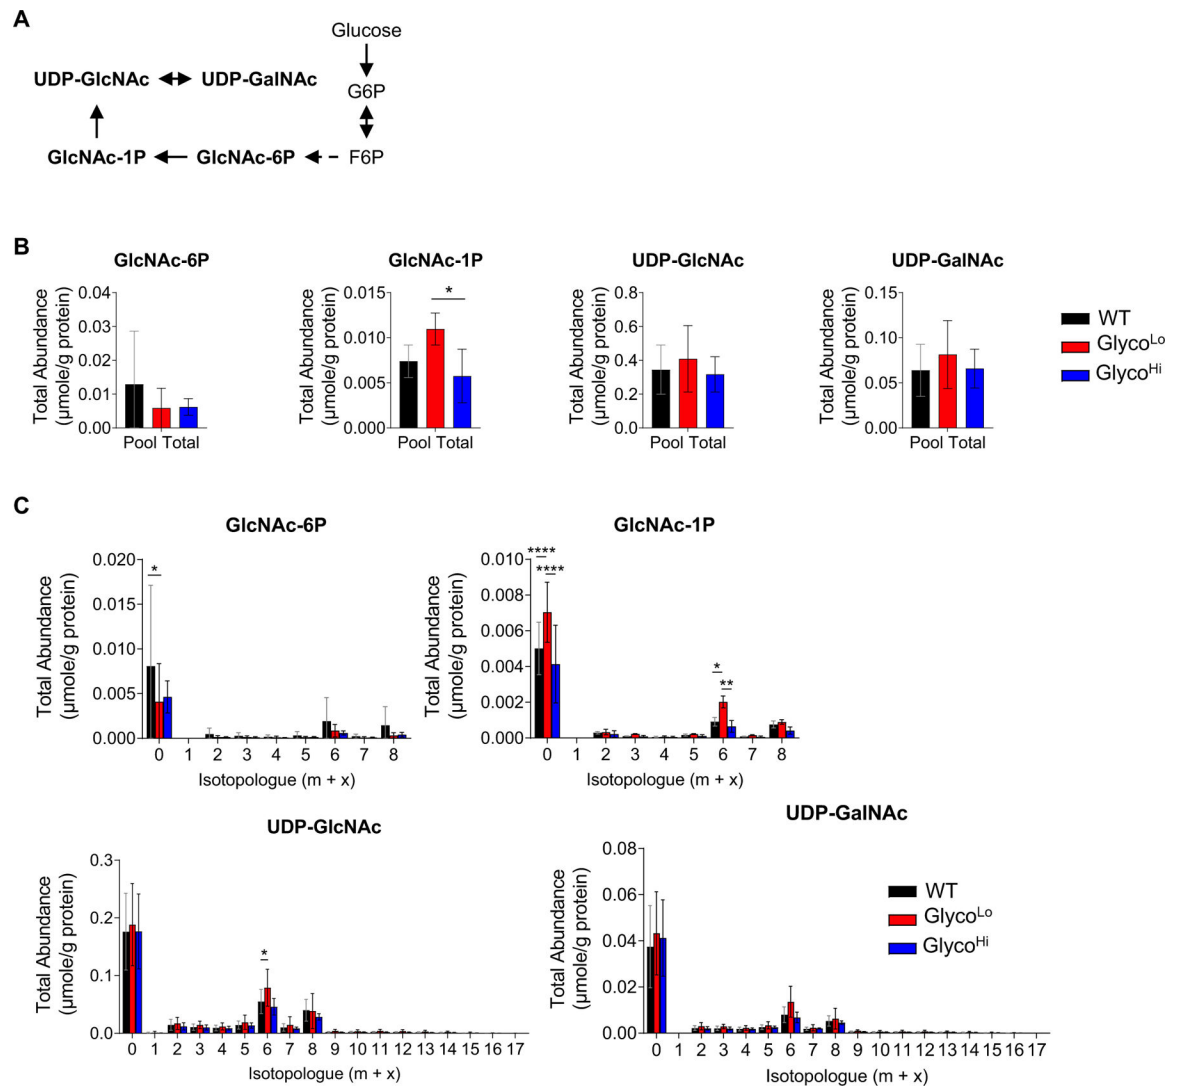 A
Glucose
UDP-GlcNAc UDP-GalNAc
G6P
GlcNAc-1P GlcNAc-6P F6P
B
GlcNAc-6P
Total Abundance
(µmole/g protein)
0.04
0.03
0.02
0.01
0.00
Pool Total
GlcNAc-1P
Total Abundance
(µmole/g protein)
0.015
0.010
0.005
0.000
*
Pool Total
UDP-GlcNAc
Total Abundance
(µmole/g protein)
0.8
0.6
0.4
0.2
0.0
Pool Total
UDP-GalNAc
Total Abundance
(µmole/g protein)
0.15
0.10
0.05
0.00
Pool Total
WT
GlycoLo
GlycoHi
C
GlcNAc-6P
Total Abundance
(µmole/g protein)
0.020
0.015
0.010
0.005
0.000
*
0 1 2 3 4 5 6 7 8
Isotopologue (m + x)
GlcNAc-1P
Total Abundance
(µmole/g protein)
0.010
0.008
0.006
0.004
0.002
0.000
****
****
*
**
0 1 2 3 4 5 6 7 8
Isotopologue (m + x)
UDP-GlcNAc
Total Abundance
(µmole/g protein)
0.3
0.2
0.1
0.0
*
0 1 2 3 4 5 6 7 8 9 10 11 12 13 14 15 16 17
Isotopologue (m + x)
UDP-GalNAc
Total Abundance
(µmole/g protein)
0.08
0.06
0.04
0.02
0.00
0 1 2 3 4 5 6 7 8 9 10 11 12 13 14 15 16 17
Isotopologue (m + x)
WT
GlycoLo
GlycoHi